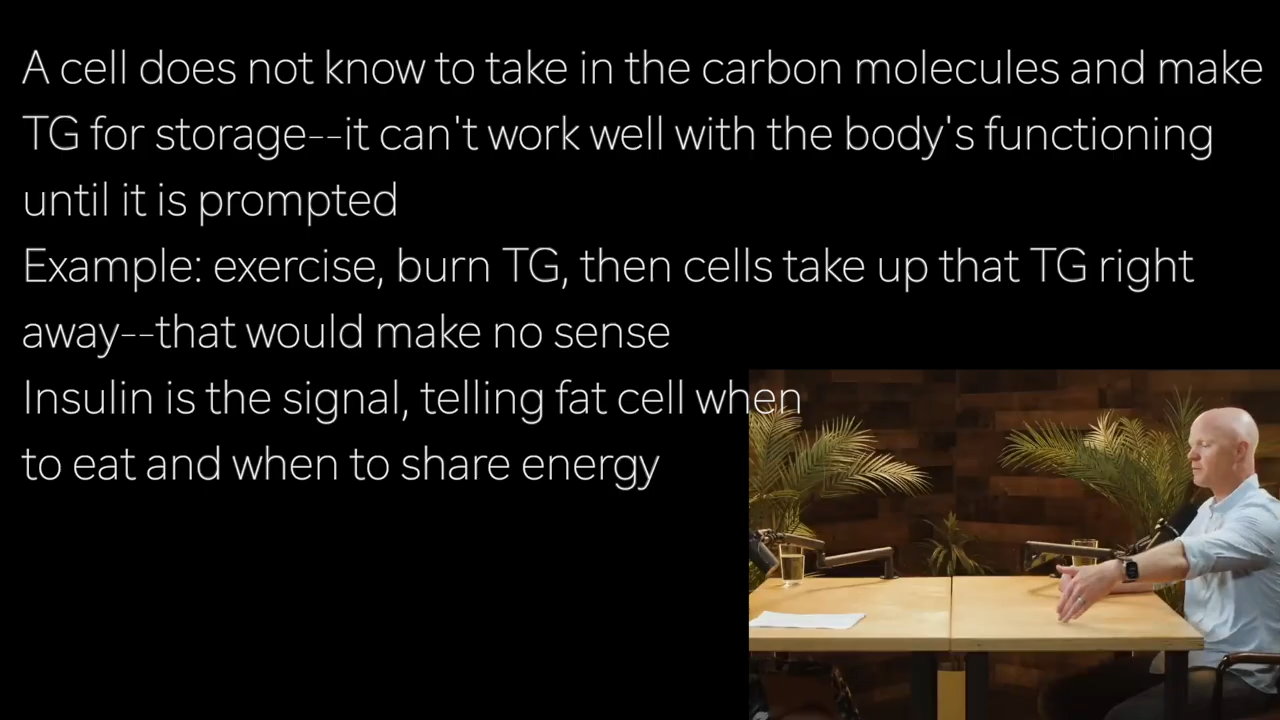 A cell does not know to take in the carbon molecules and make
TG for storage--it can't work well with the body's functioning
until it is prompted
Example: exercise, burn TG, then cells take up that TG right
away--that would make no sense
Insulin is the signal, telling fat cell when
to eat and when to share energy